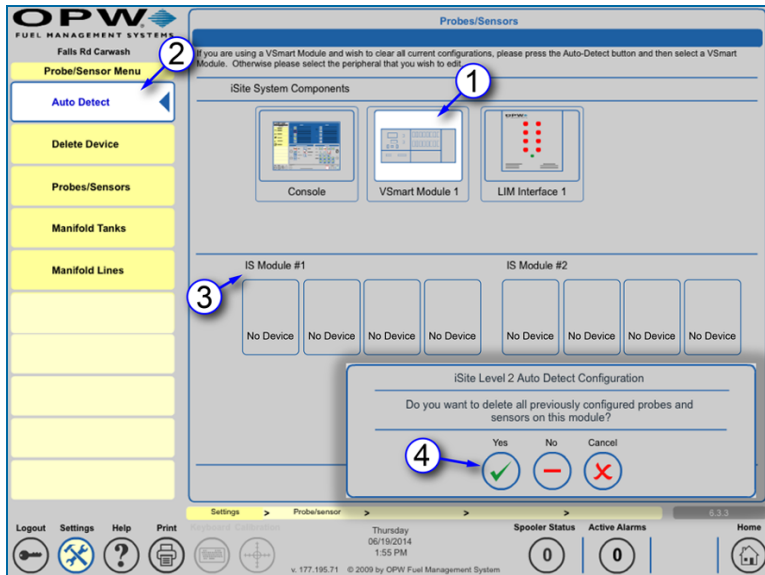 OPW
FUEL MANAGEMENT SYSTEMS
Falls Rd Carwash
Probe/Sensor Menu
Auto Detect
Delete Device
Probes/Sensors
Manifold Tanks
Manifold Lines
Probes/Sensors
If you are using a VSmart Module and wish to clear all current configurations, please press the Auto-Detect button and then select a VSmart
Module. Otherwise please select the peripheral that you wish to edit.
iSite System Components
Console
VSmart Module 1
LIM Interface 1
IS Module #1
IS Module #2
No Device
No Device
No Device
No Device
No Device
No Device
No Device
No Device
iSite Level 2 Auto Detect Configuration
Do you want to delete all previously configured probes and
sensors on this module?
Yes
No
Cancel
1
2
3
4
Settings > Probe/sensor > > >
6.3.3
Logout
Settings
Help
Print
Keyboard
Calibration
Thursday
06/19/2014
1:55 PM
v. 177.195.71 © 2009 by OPW Fuel Management System
Spooler Status
0
Active Alarms
0
Home